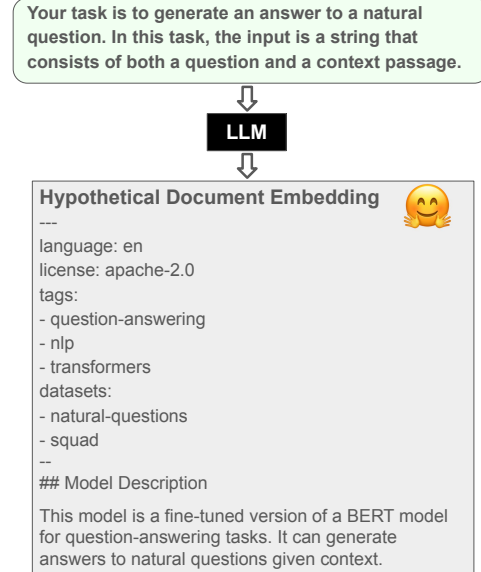 Your task is to generate an answer to a natural
question. In this task, the input is a string that
consists of both a question and a context passage.
LLM
Hypothetical Document Embedding
---
language: en
license: apache-2.0
tags:
- question-answering
- nlp
- transformers
datasets:
- natural-questions
- squad
--
## Model Description
This model is a fine-tuned version of a BERT model
for question-answering tasks. It can generate
answers to natural questions given context.